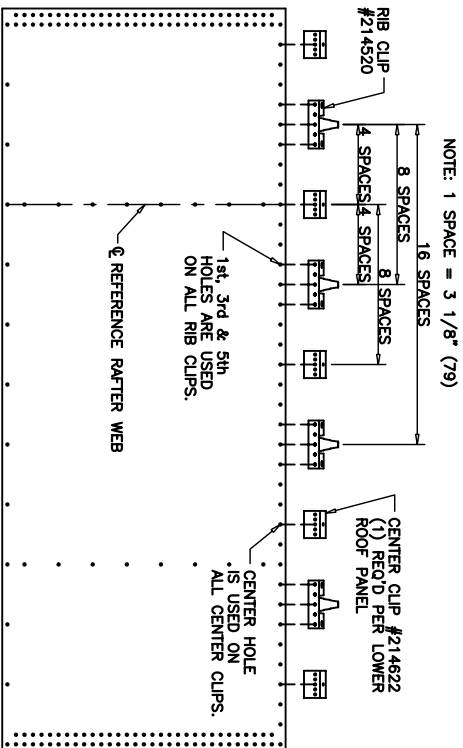 NOTE: 1 SPACE = 3 1/8" (79)
16 SPACES
8 SPACES
4 SPACES
4 SPACES
8 SPACES
RIB CLIP
#214520
CENTER CLIP #214622
(1) REQ'D PER LOWER
ROOF PANEL
1st, 3rd & 5th
HOLES ARE USED
ON ALL RIB CLIPS.
CENTER HOLE
IS USED ON
ALL CENTER CLIPS.
℄ REFERENCE RAFTER WEB